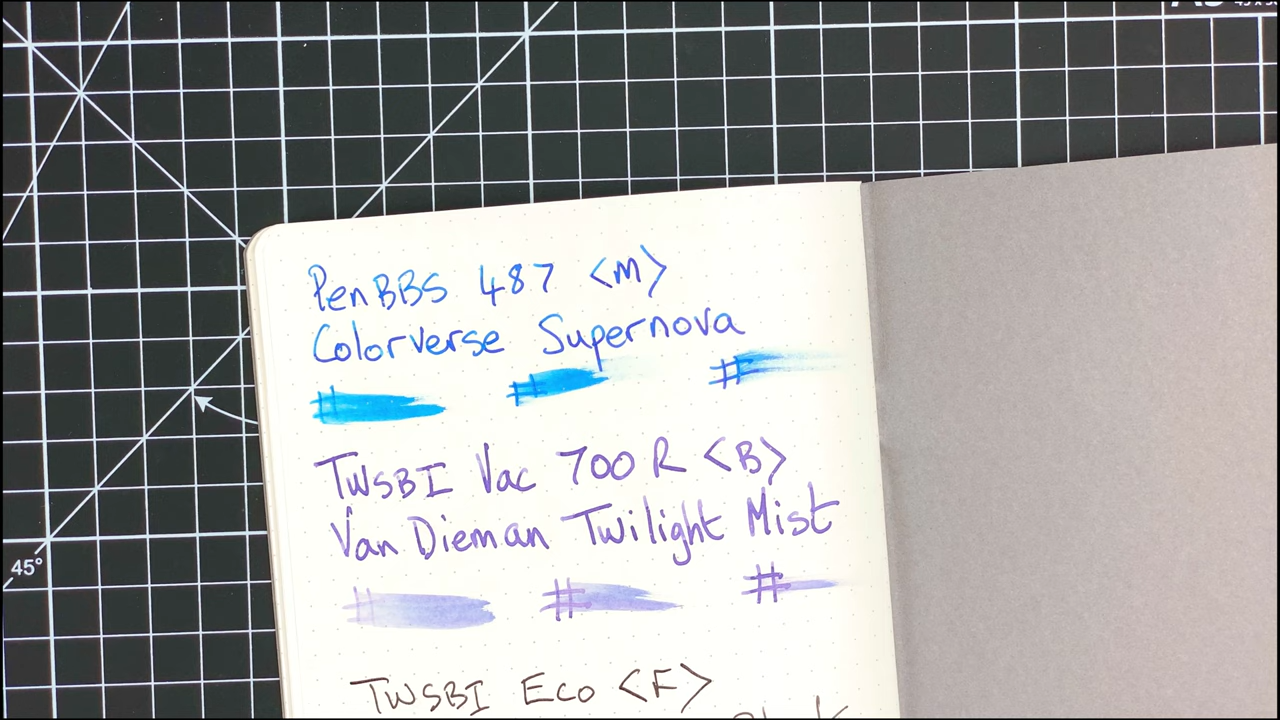 PenBBS 487 <M>
Colorverse Supernova
# # #
TWSBI Vac 700 R <B>
Van Dieman Twilight Mist
# # #
45°
TWSBI Eco <F>